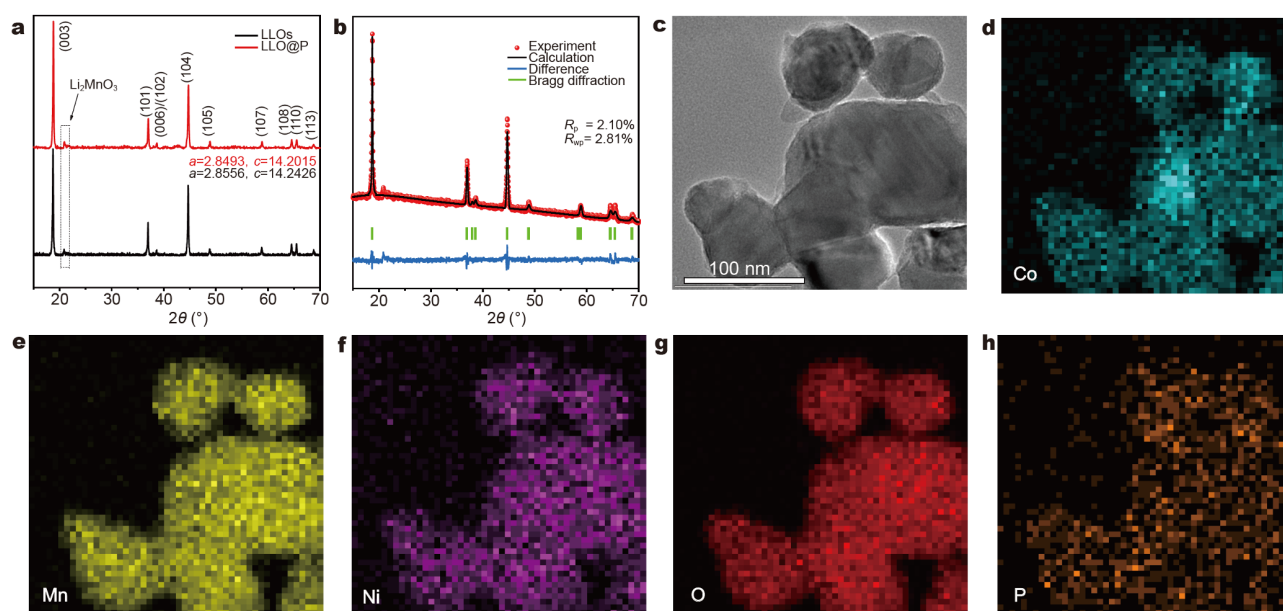 a
LLOs
LLO@P
(003)
Li₂MnO₃
(101)
(006)/(102)
(104)
(105)
(107)
(108)
(110)
(113)
a=2.8493, c=14.2015
a=2.8556, c=14.2426
20 30 40 50 60 70
2θ (°)
b
Experiment
Calculation
Difference
Bragg diffraction
Rp = 2.10%
Rwp= 2.81%
20 30 40 50 60 70
2θ (°)
c
100 nm
d
Co
e
Mn
f
Ni
g
O
h
P